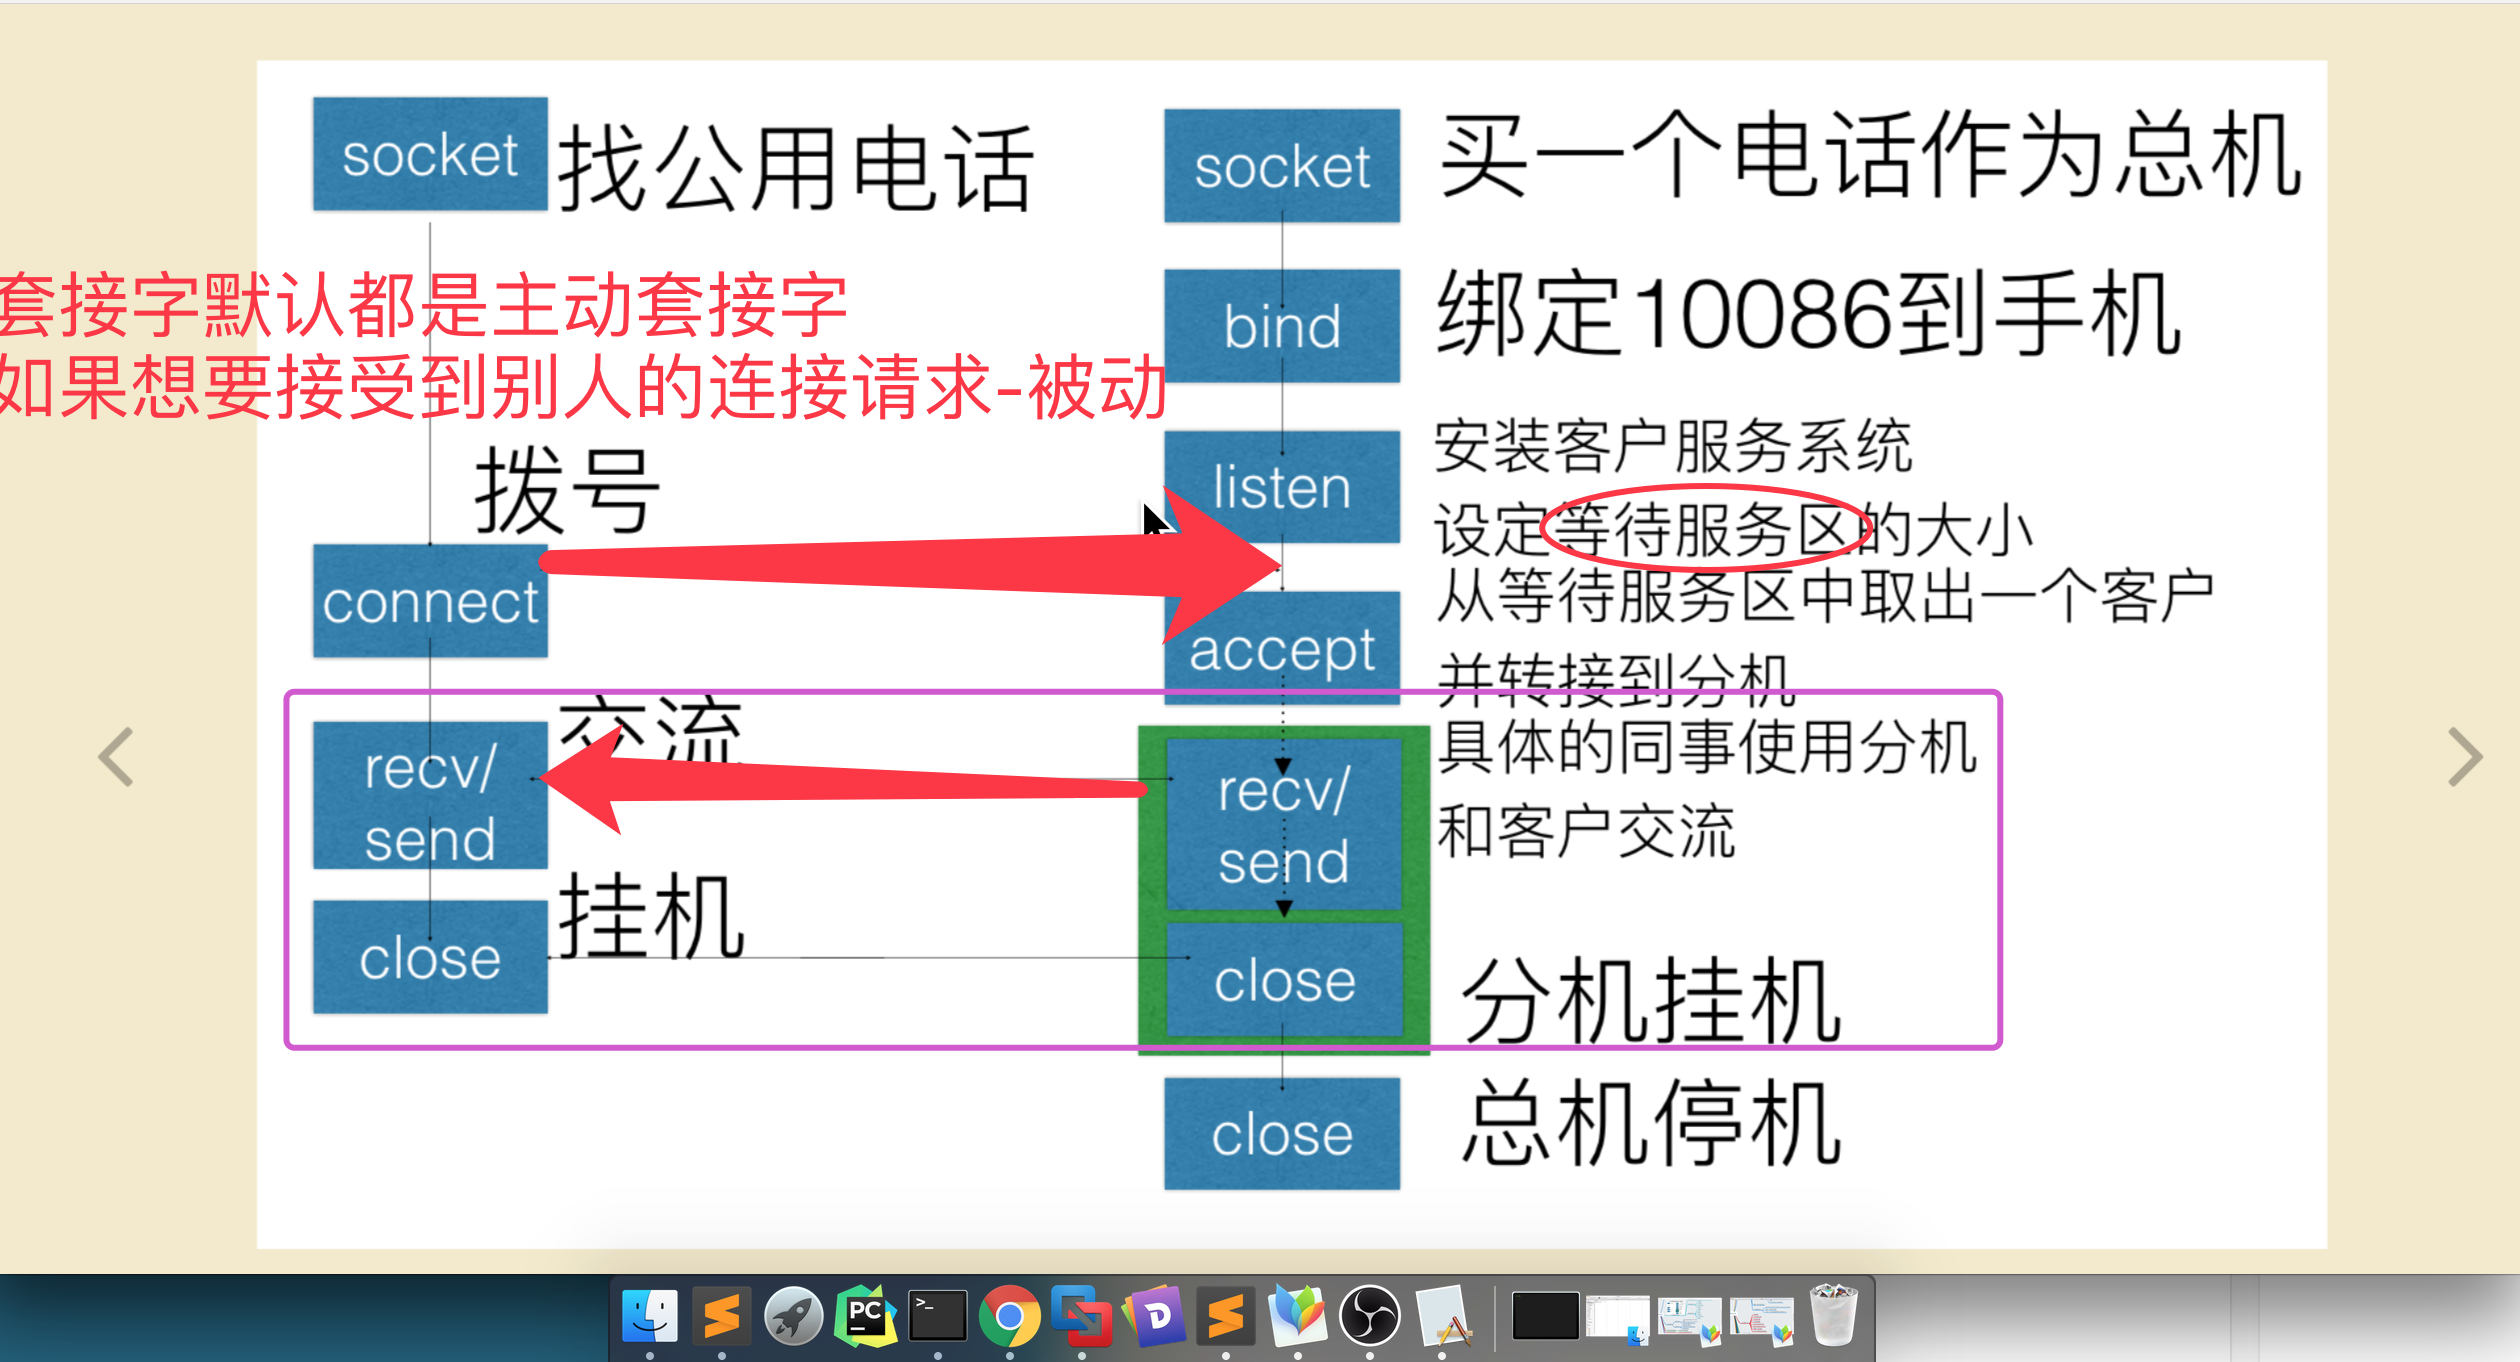 socket
找公用电话
套接字默认都是主动套接字
如果想要接受到别人的连接请求-被动
拨号
connect
交流
recv/
send
挂机
close
socket
买一个电话作为总机
bind
绑定10086到手机
listen
安装客户服务系统
设定等待服务区的大小
accept
从等待服务区中取出一个客户
并转接到分机
recv/
send
具体的同事使用分机
和客户交流
close
分机挂机
close
总机停机
PC
>_
D